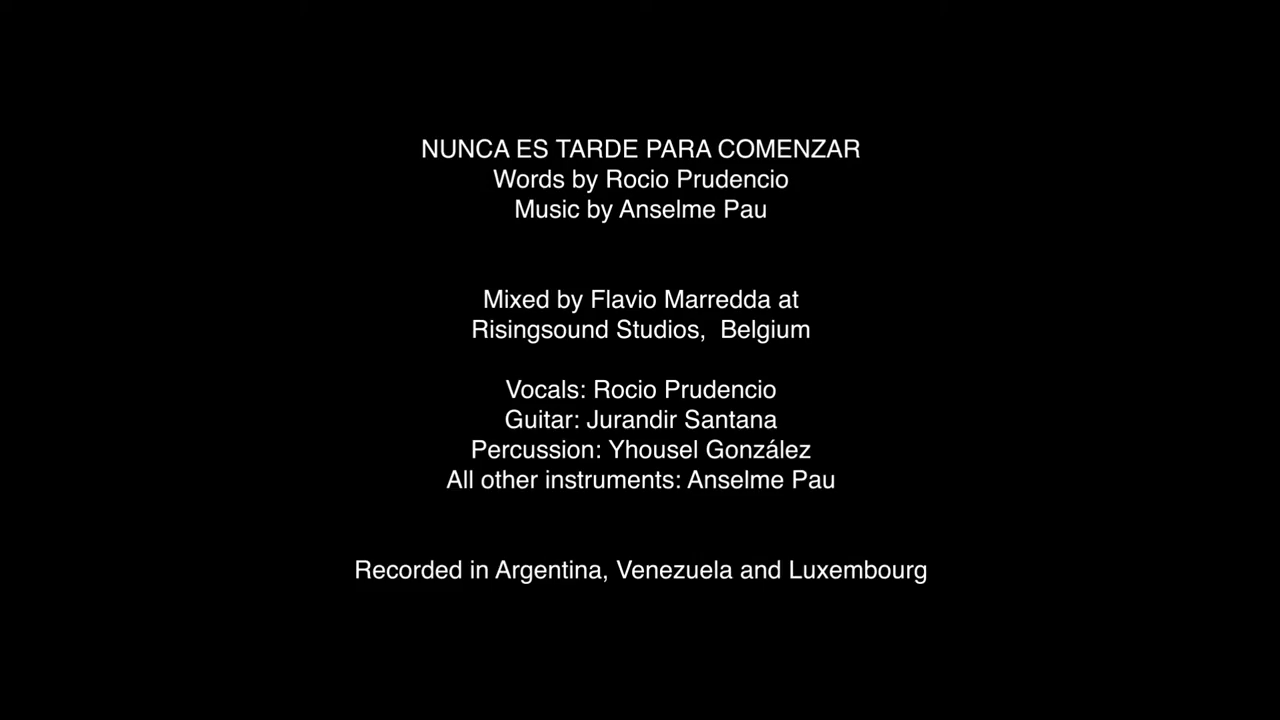 NUNCA ES TARDE PARA COMENZAR
Words by Rocio Prudencio
Music by Anselme Pau
Mixed by Flavio Marredda at
Risingsound Studios,  Belgium
Vocals: Rocio Prudencio
Guitar: Jurandir Santana
Percussion: Yhousel González
All other instruments: Anselme Pau
Recorded in Argentina, Venezuela and Luxembourg